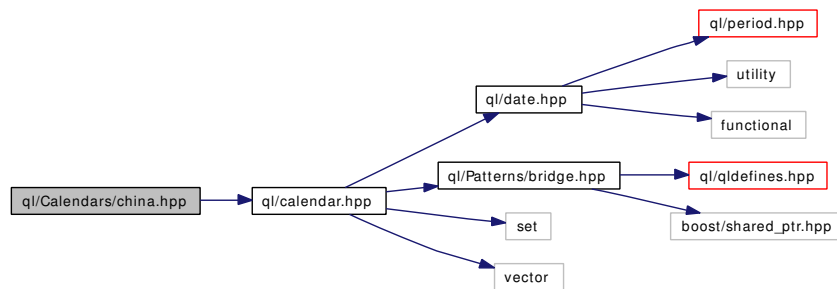 ql/period.hpp
utility
ql/date.hpp
functional
ql/Patterns/bridge.hpp
ql/qldefines.hpp
ql/Calendars/china.hpp
ql/calendar.hpp
set
boost/shared_ptr.hpp
vector